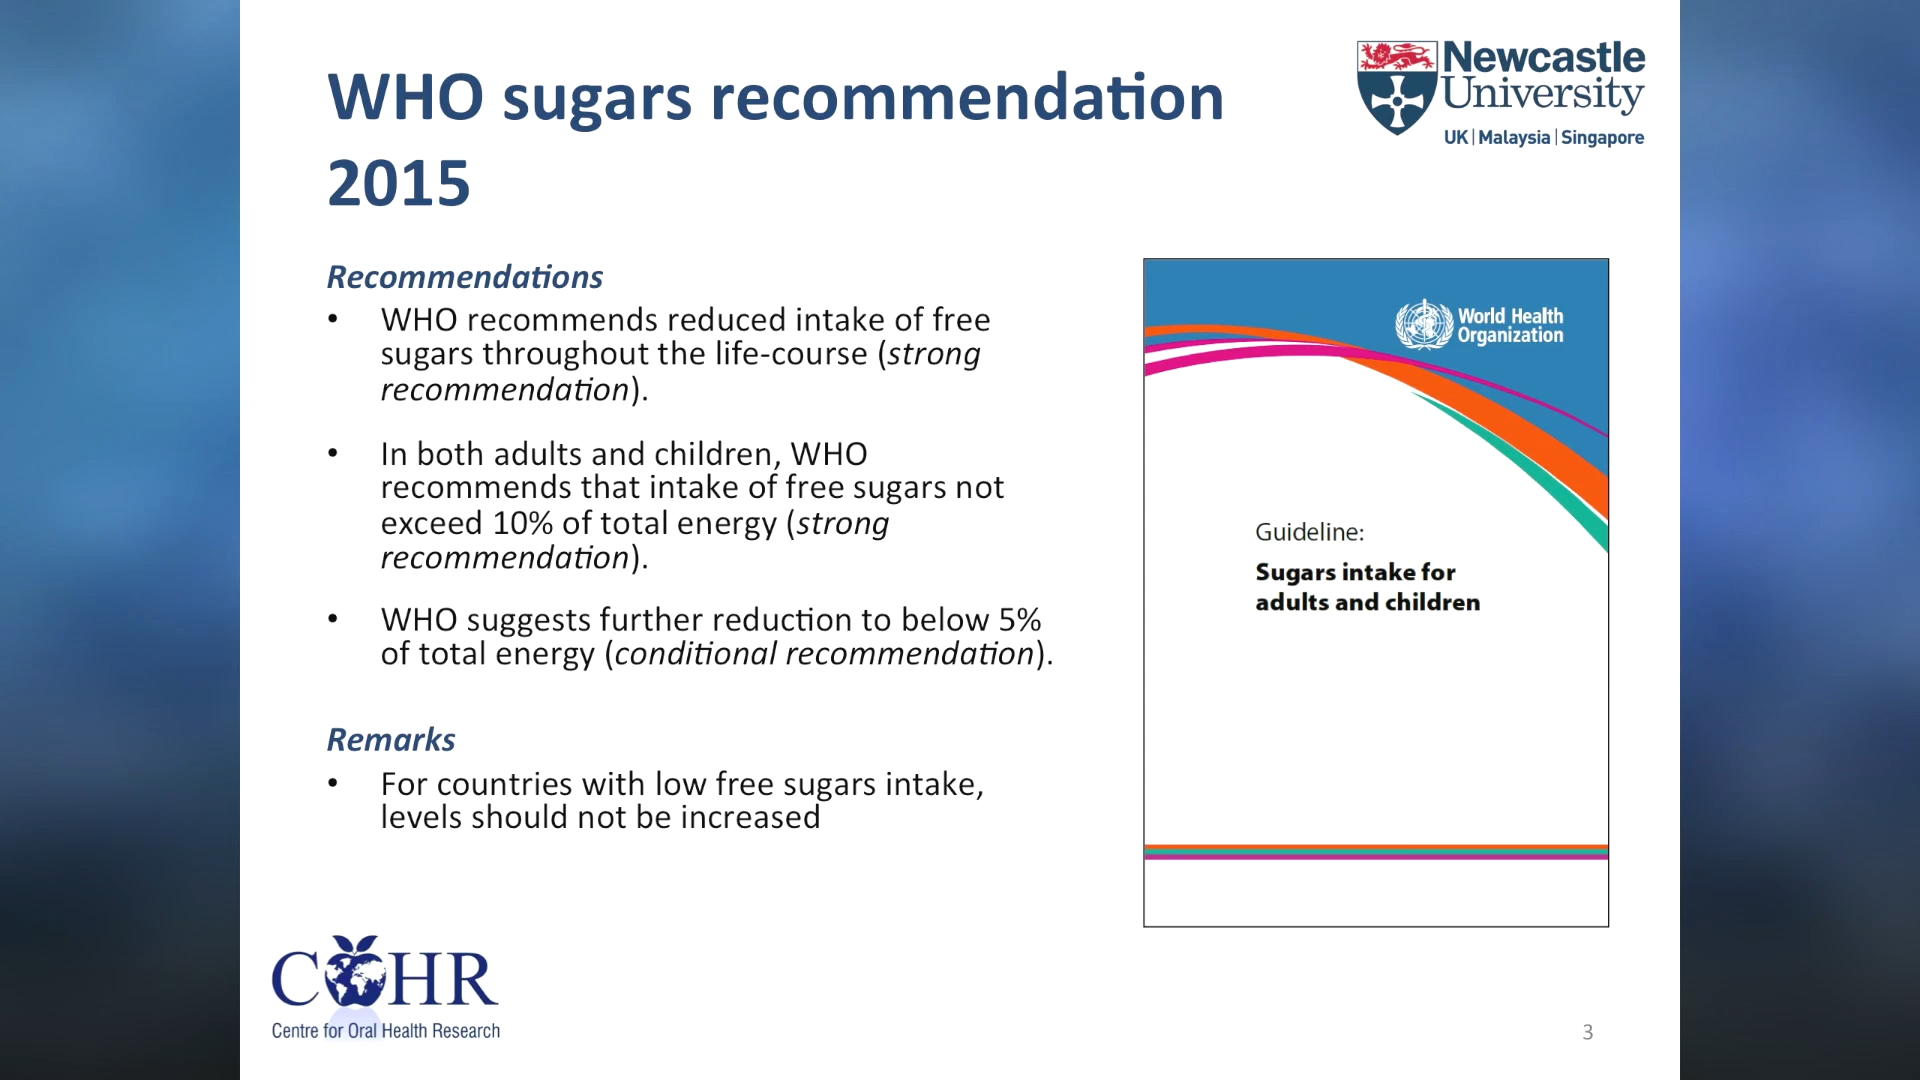 WHO sugars recommendation
2015
Newcastle
University
UK | Malaysia | Singapore
Recommendations
• WHO recommends reduced intake of free
sugars throughout the life-course (strong
recommendation).
• In both adults and children, WHO
recommends that intake of free sugars not
exceed 10% of total energy (strong
recommendation).
• WHO suggests further reduction to below 5%
of total energy (conditional recommendation).
Remarks
• For countries with low free sugars intake,
levels should not be increased
World Health
Organization
Guideline:
Sugars intake for
adults and children
COHR
Centre for Oral Health Research
3